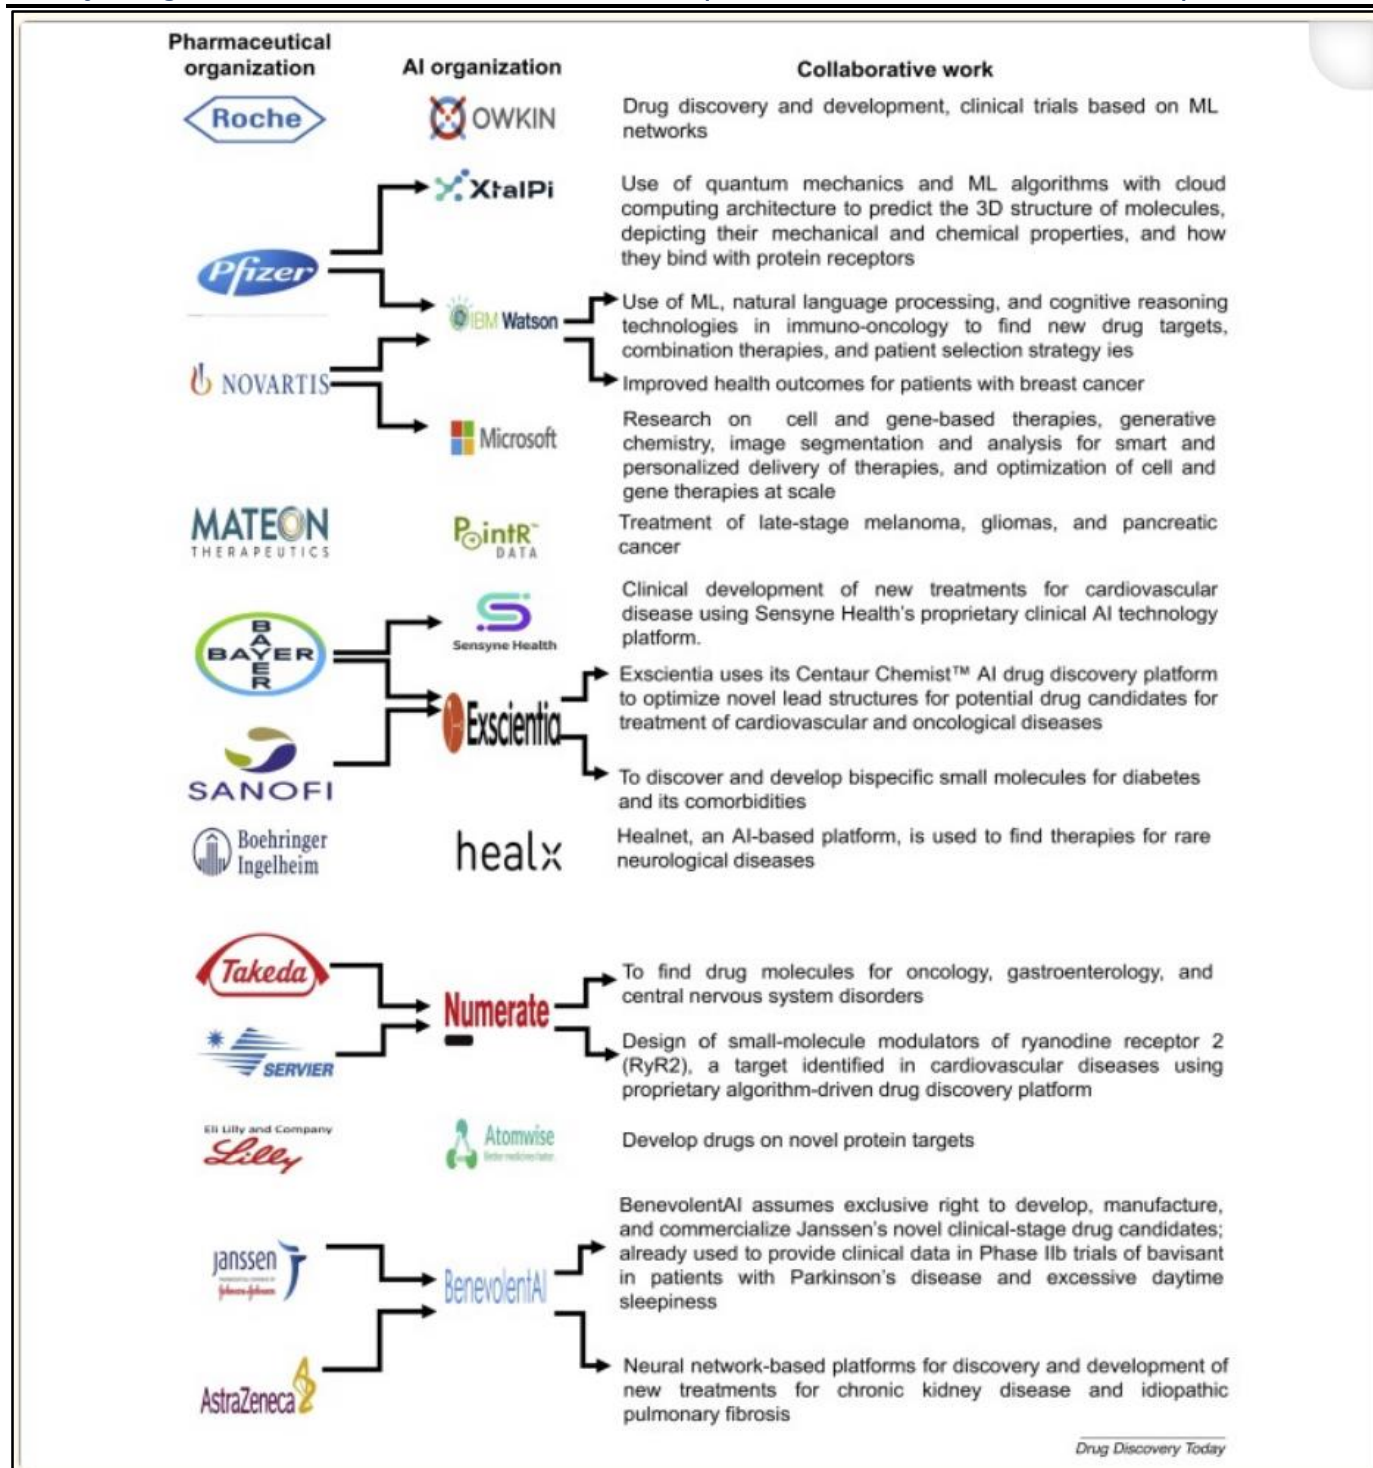 Pharmaceutical
organization
AI organization
Collaborative work
Roche
OWKIN
Drug discovery and development, clinical trials based on ML
networks
XtalPi
Use of quantum mechanics and ML algorithms with cloud
computing architecture to predict the 3D structure of molecules,
depicting their mechanical and chemical properties, and how
they bind with protein receptors
Pfizer
IBM Watson
Use of ML, natural language processing, and cognitive reasoning
technologies in immuno-oncology to find new drug targets,
combination therapies, and patient selection strategy ies
Improved health outcomes for patients with breast cancer
NOVARTIS
Microsoft
Research on cell and gene-based therapies, generative
chemistry, image segmentation and analysis for smart and
personalized delivery of therapies, and optimization of cell and
gene therapies at scale
MATEON
THERAPEUTICS
PointR™
DATA
Treatment of late-stage melanoma, gliomas, and pancreatic
cancer
BAYER
BAYER
Sensyne Health
Clinical development of new treatments for cardiovascular
disease using Sensyne Health's proprietary clinical AI technology
platform.
Exscientia
Exscientia uses its Centaur Chemist™ AI drug discovery platform
to optimize novel lead structures for potential drug candidates for
treatment of cardiovascular and oncological diseases
SANOFI
To discover and develop bispecific small molecules for diabetes
and its comorbidities
Boehringer
Ingelheim
healx
Healnet, an AI-based platform, is used to find therapies for rare
neurological diseases
Takeda
Numerate
To find drug molecules for oncology, gastroenterology, and
central nervous system disorders
SERVIER
Design of small-molecule modulators of ryanodine receptor 2
(RyR2), a target identified in cardiovascular diseases using
proprietary algorithm-driven drug discovery platform
Eli Lilly and Company
Lilly
Atomwise
Better medicines faster.
Develop drugs on novel protein targets
janssen
Johnson-Johnson
BenevolentAI
BenevolentAI assumes exclusive right to develop, manufacture,
and commercialize Janssen's novel clinical-stage drug candidates;
already used to provide clinical data in Phase IIb trials of bavisant
in patients with Parkinson's disease and excessive daytime
sleepiness
AstraZeneca
Neural network-based platforms for discovery and development of
new treatments for chronic kidney disease and idiopathic
pulmonary fibrosis
Drug Discovery Today